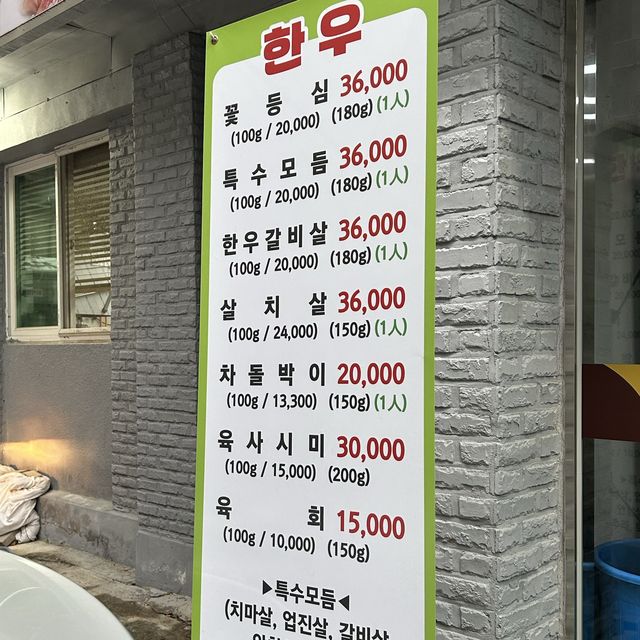 한우
꽃 등 심 36,000
(100g / 20,000) (180g) (1人)
특수모듬 36,000
(100g / 20,000) (180g) (1人)
한우갈비살 36,000
(100g / 20,000) (180g) (1人)
살 치 살 36,000
(100g / 24,000) (150g) (1人)
차돌박이 20,000
(100g / 13,300) (150g) (1人)
육사시미 30,000
(100g / 15,000) (200g)
육 회 15,000
(100g / 10,000) (150g)
▶특수모듬◀
(치마살, 업진살, 갈비살